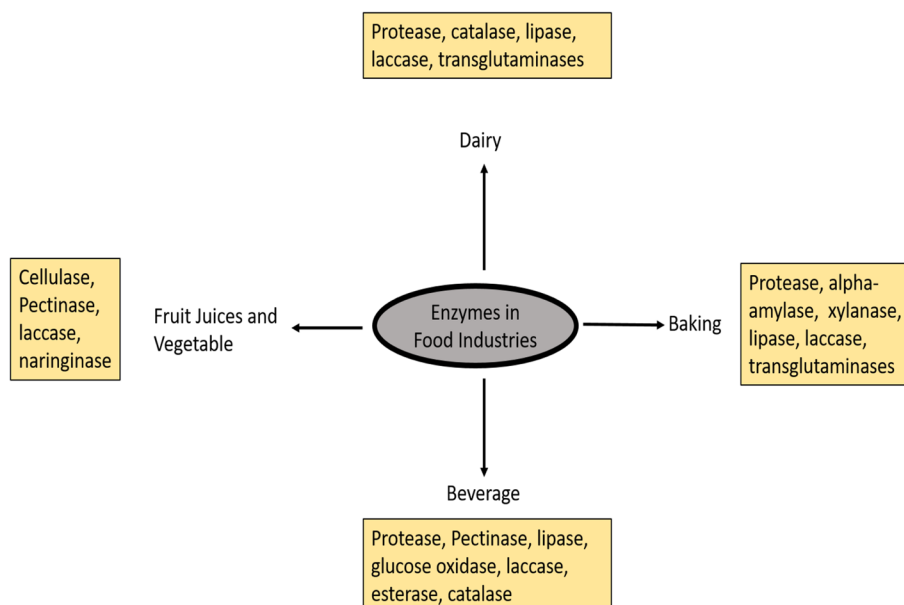 Protease, catalase, lipase,
laccase, transglutaminases
Dairy
Cellulase,
Pectinase,
laccase,
naringinase
Fruit Juices and
Vegetable
Enzymes in
Food Industries
Baking
Protease, alpha-
amylase, xylanase,
lipase, laccase,
transglutaminases
Beverage
Protease, Pectinase, lipase,
glucose oxidase, laccase,
esterase, catalase